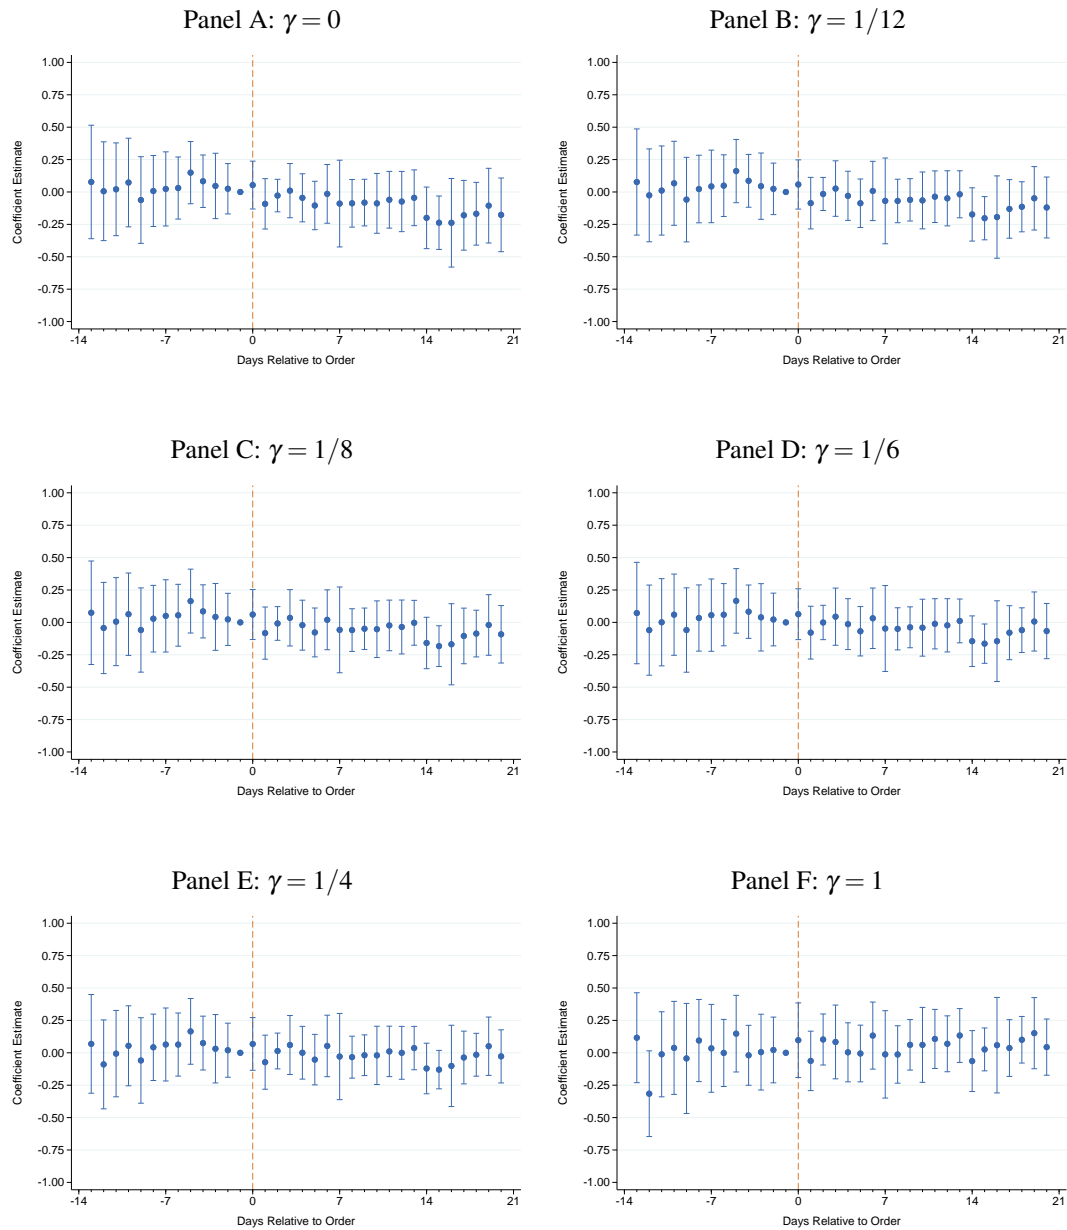 Panel A: γ = 0
1.00
0.75
0.50
0.25
0.00
-0.25
-0.50
-0.75
-1.00
Coefficient Estimate
-14 -7 0 7 14 21
Days Relative to Order
Panel B: γ = 1/12
1.00
0.75
0.50
0.25
0.00
-0.25
-0.50
-0.75
-1.00
Coefficient Estimate
-14 -7 0 7 14 21
Days Relative to Order
Panel C: γ = 1/8
1.00
0.75
0.50
0.25
0.00
-0.25
-0.50
-0.75
-1.00
Coefficient Estimate
-14 -7 0 7 14 21
Days Relative to Order
Panel D: γ = 1/6
1.00
0.75
0.50
0.25
0.00
-0.25
-0.50
-0.75
-1.00
Coefficient Estimate
-14 -7 0 7 14 21
Days Relative to Order
Panel E: γ = 1/4
1.00
0.75
0.50
0.25
0.00
-0.25
-0.50
-0.75
-1.00
Coefficient Estimate
-14 -7 0 7 14 21
Days Relative to Order
Panel F: γ = 1
1.00
0.75
0.50
0.25
0.00
-0.25
-0.50
-0.75
-1.00
Coefficient Estimate
-14 -7 0 7 14 21
Days Relative to Order